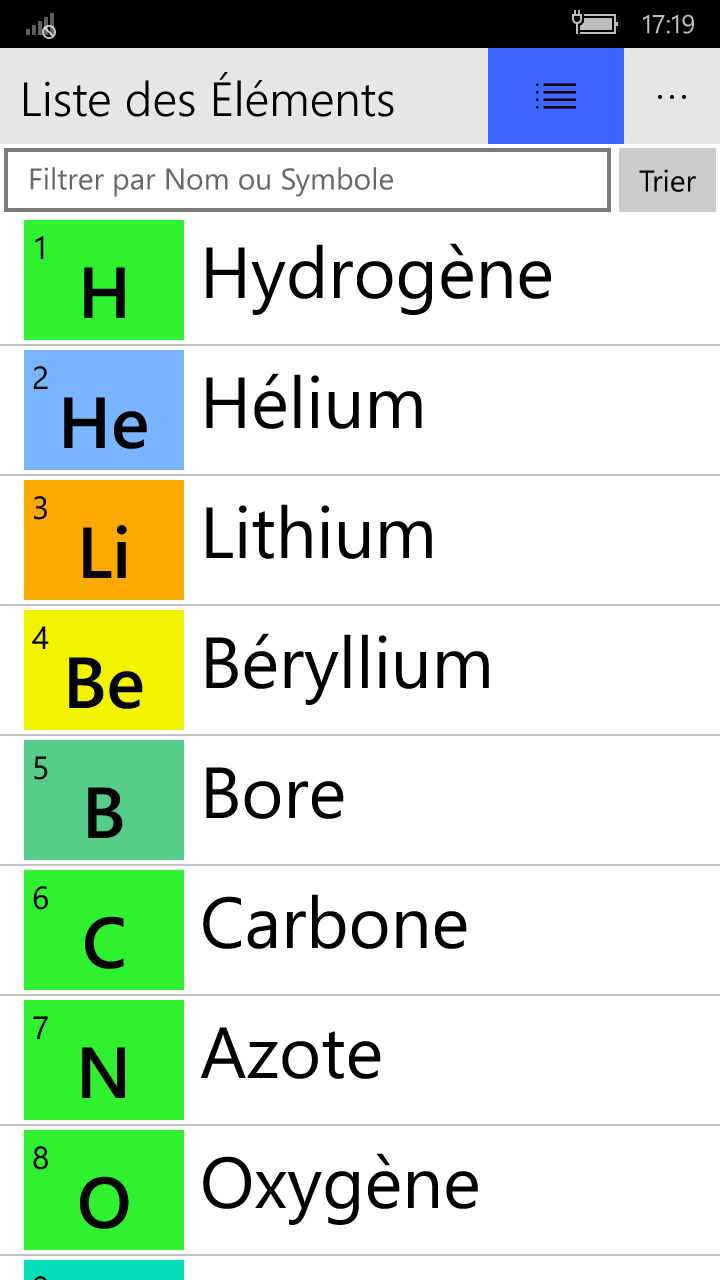 17:19
Liste des Éléments
...
Filtrer par Nom ou Symbole
Trier
1
H
Hydrogène
2
He
Hélium
3
Li
Lithium
4
Be
Béryllium
5
B
Bore
6
C
Carbone
7
N
Azote
8
O
Oxygène